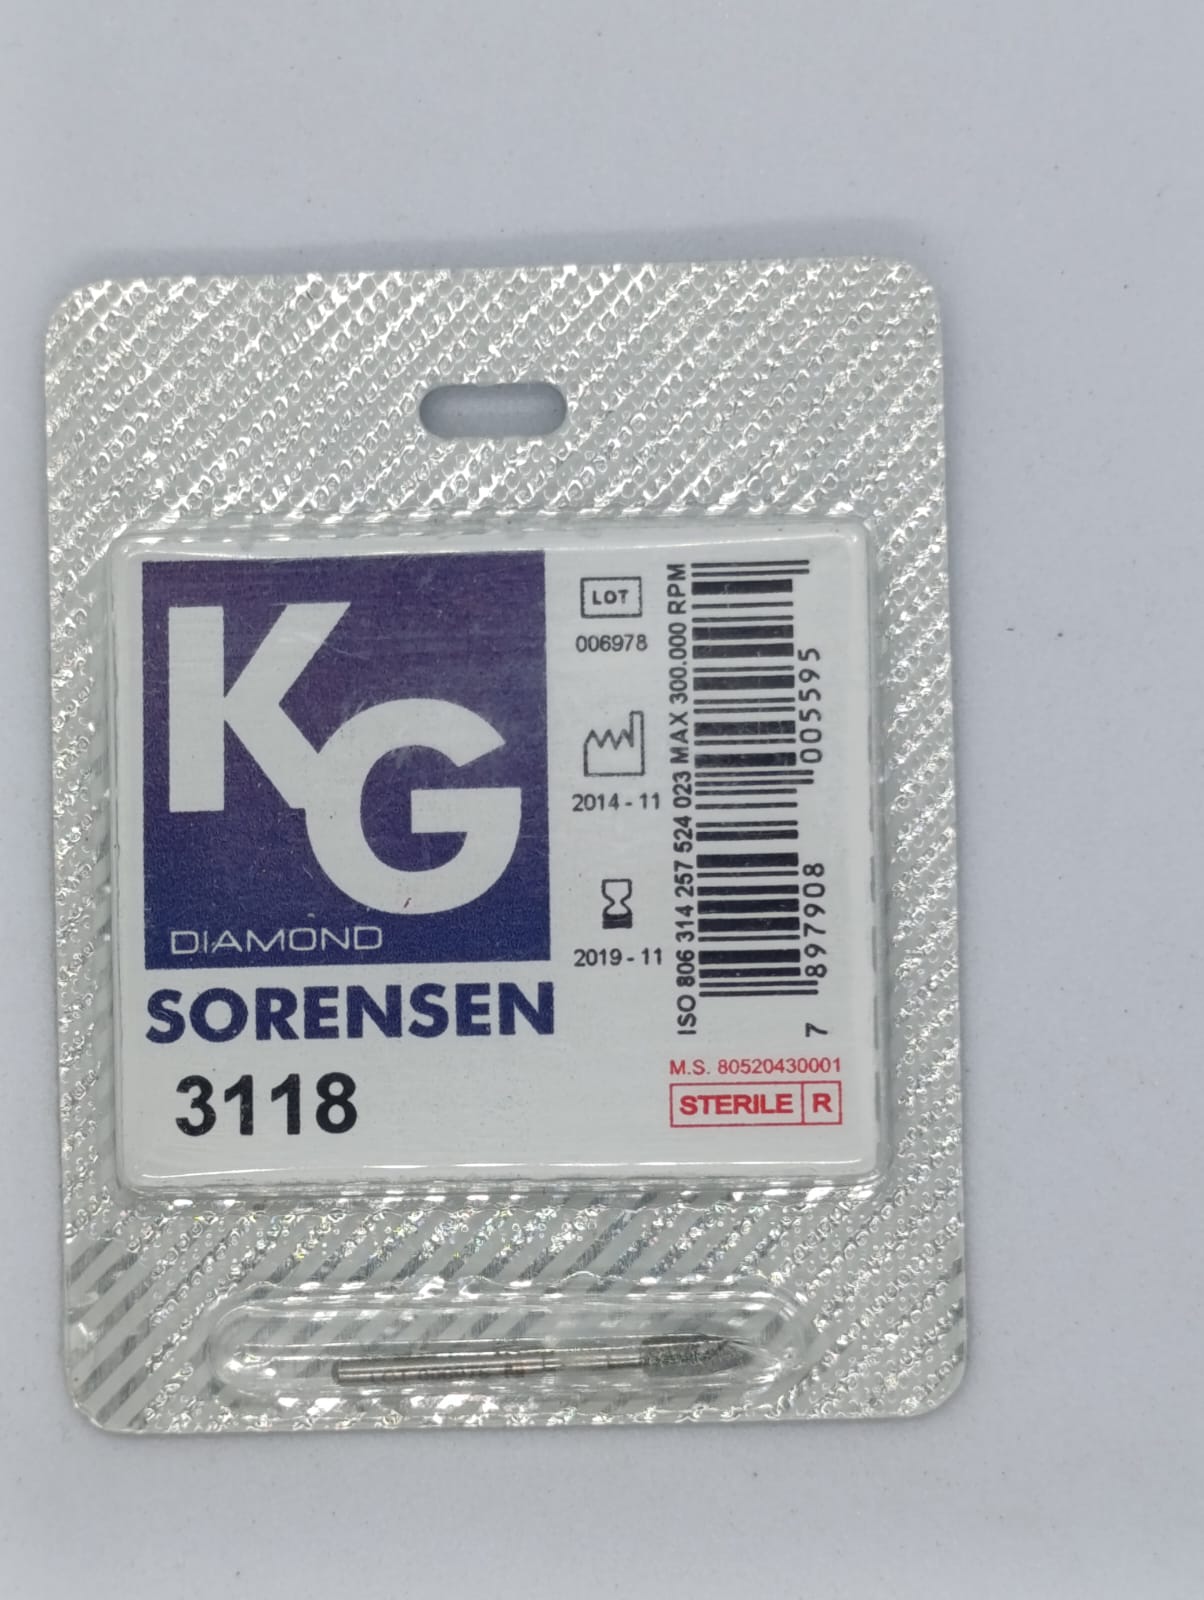 KG
DIAMOND
SORENSEN
3118
LOT
006978
2014 - 11
2019 - 11
ISO 806 314 257 524 023 MAX 300.000 RPM
7 897908 005595
M.S. 80520430001
STERILE R